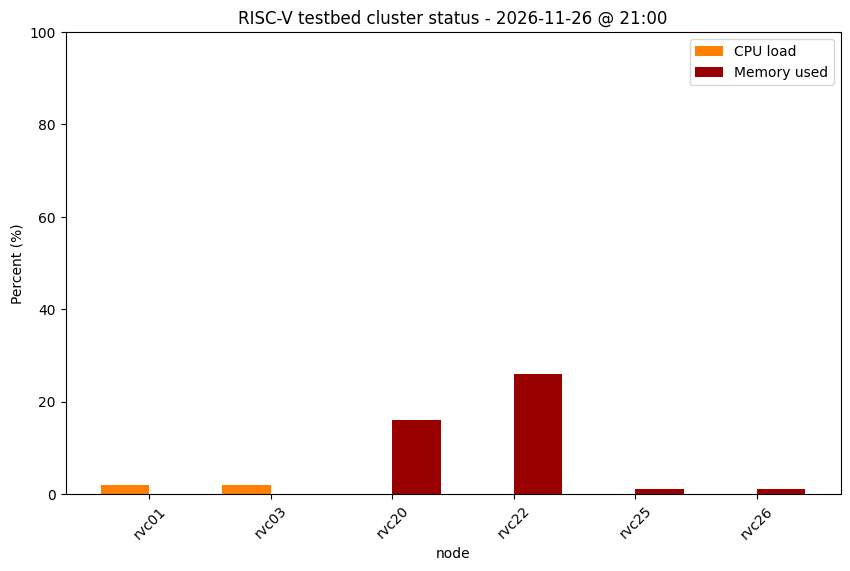 RISC-V testbed cluster status - 2026-11-26 @ 21:00
CPU load
Memory used
Percent (%)
100
80
60
40
20
0
rvc01
rvc03
rvc20
rvc22
rvc25
rvc26
node